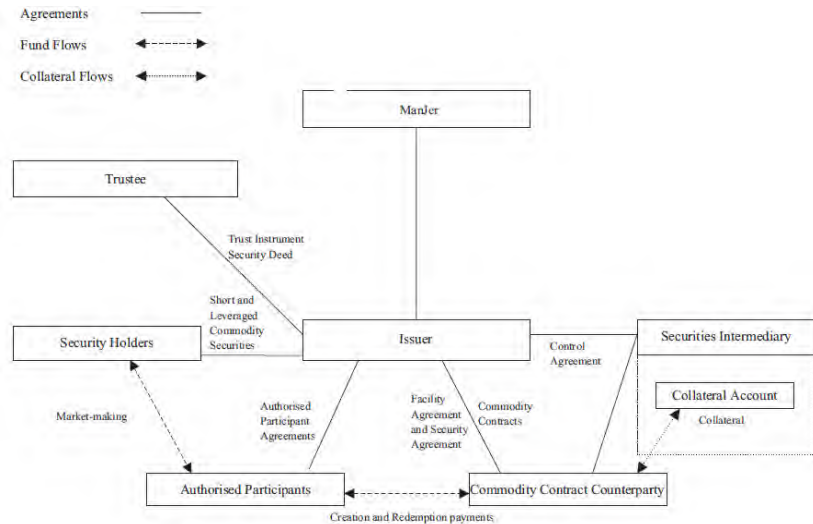 Agreements
Fund Flows
Collateral Flows
ManJer
Trustee
Trust Instrument
Security Deed
Short and
Leveraged
Commodity
Securities
Security Holders
Issuer
Securities Intermediary
Control
Agreement
Collateral Account
Collateral
Market-making
Authorised
Participant
Agreements
Facility
Agreement
and Security
Agreement
Commodity
Contracts
Authorised Participants
Commodity Contract Counterparty
Creation and Redemption payments